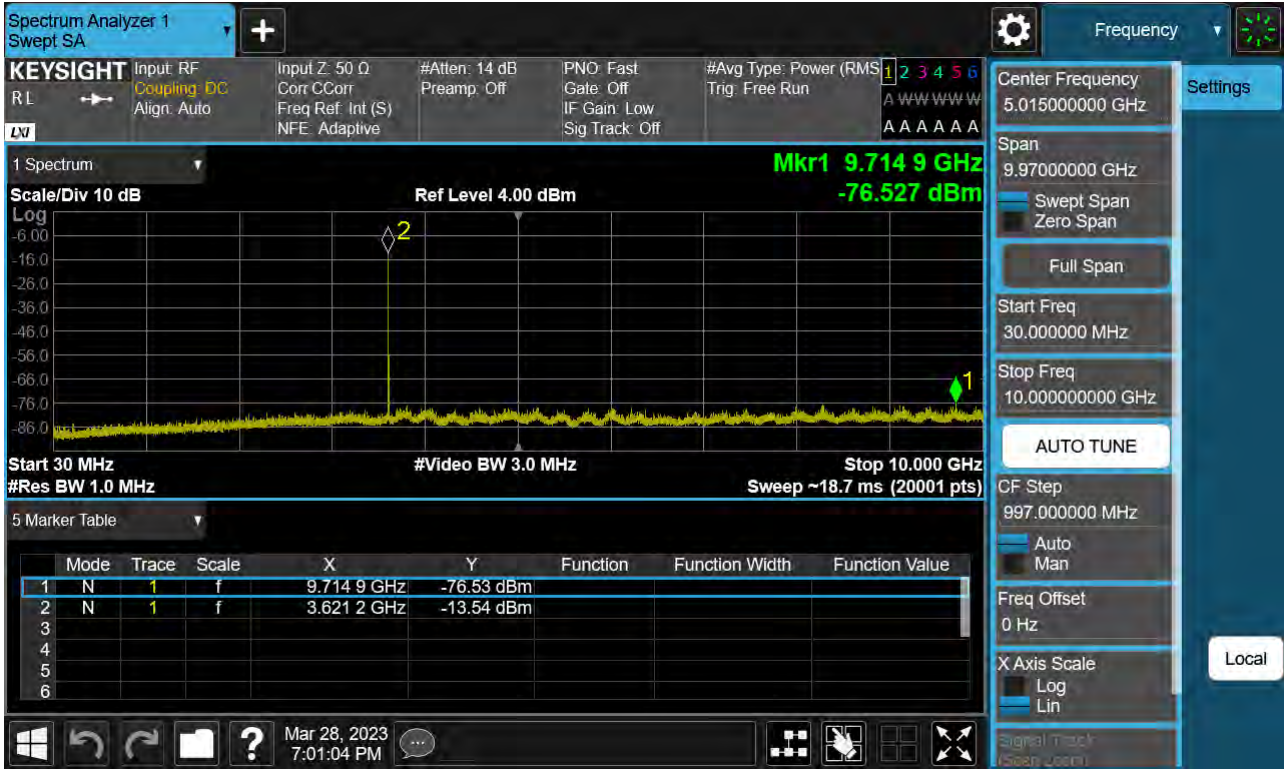 Spectrum Analyzer 1
Swept SA
+
Frequency
KEYSIGHT
RL
LXI
Input: RF
Coupling: DC
Align: Auto
Input Z: 50 Ω
Corr CCorr
Freq Ref: Int (S)
NFE: Adaptive
#Atten: 14 dB
Preamp: Off
PNO: Fast
Gate: Off
IF Gain: Low
Sig Track: Off
#Avg Type: Power (RMS
Trig: Free Run
1 2 3 4 5 6
A W W W W W
A A A A A A
1 Spectrum
Mkr1 9.714 9 GHz
-76.527 dBm
Scale/Div 10 dB
Ref Level 4.00 dBm
Log
-6.00
-16.0
-26.0
-36.0
-46.0
-56.0
-66.0
-76.0
-86.0
2
1
Start 30 MHz
#Video BW 3.0 MHz
Stop 10.000 GHz
#Res BW 1.0 MHz
Sweep ~18.7 ms (20001 pts)
5 Marker Table
Mode Trace Scale X Y Function Function Width Function Value
1 N 1 f 9.714 9 GHz -76.53 dBm
2 N 1 f 3.621 2 GHz -13.54 dBm
3
4
5
6
Mar 28, 2023
7:01:04 PM
?
Center Frequency
5.015000000 GHz
Settings
Span
9.97000000 GHz
Swept Span
Zero Span
Full Span
Start Freq
30.000000 MHz
Stop Freq
10.000000000 GHz
AUTO TUNE
CF Step
997.000000 MHz
Auto
Man
Freq Offset
0 Hz
X Axis Scale
Log
Lin
Local
Signal Track
(Span Zoom)